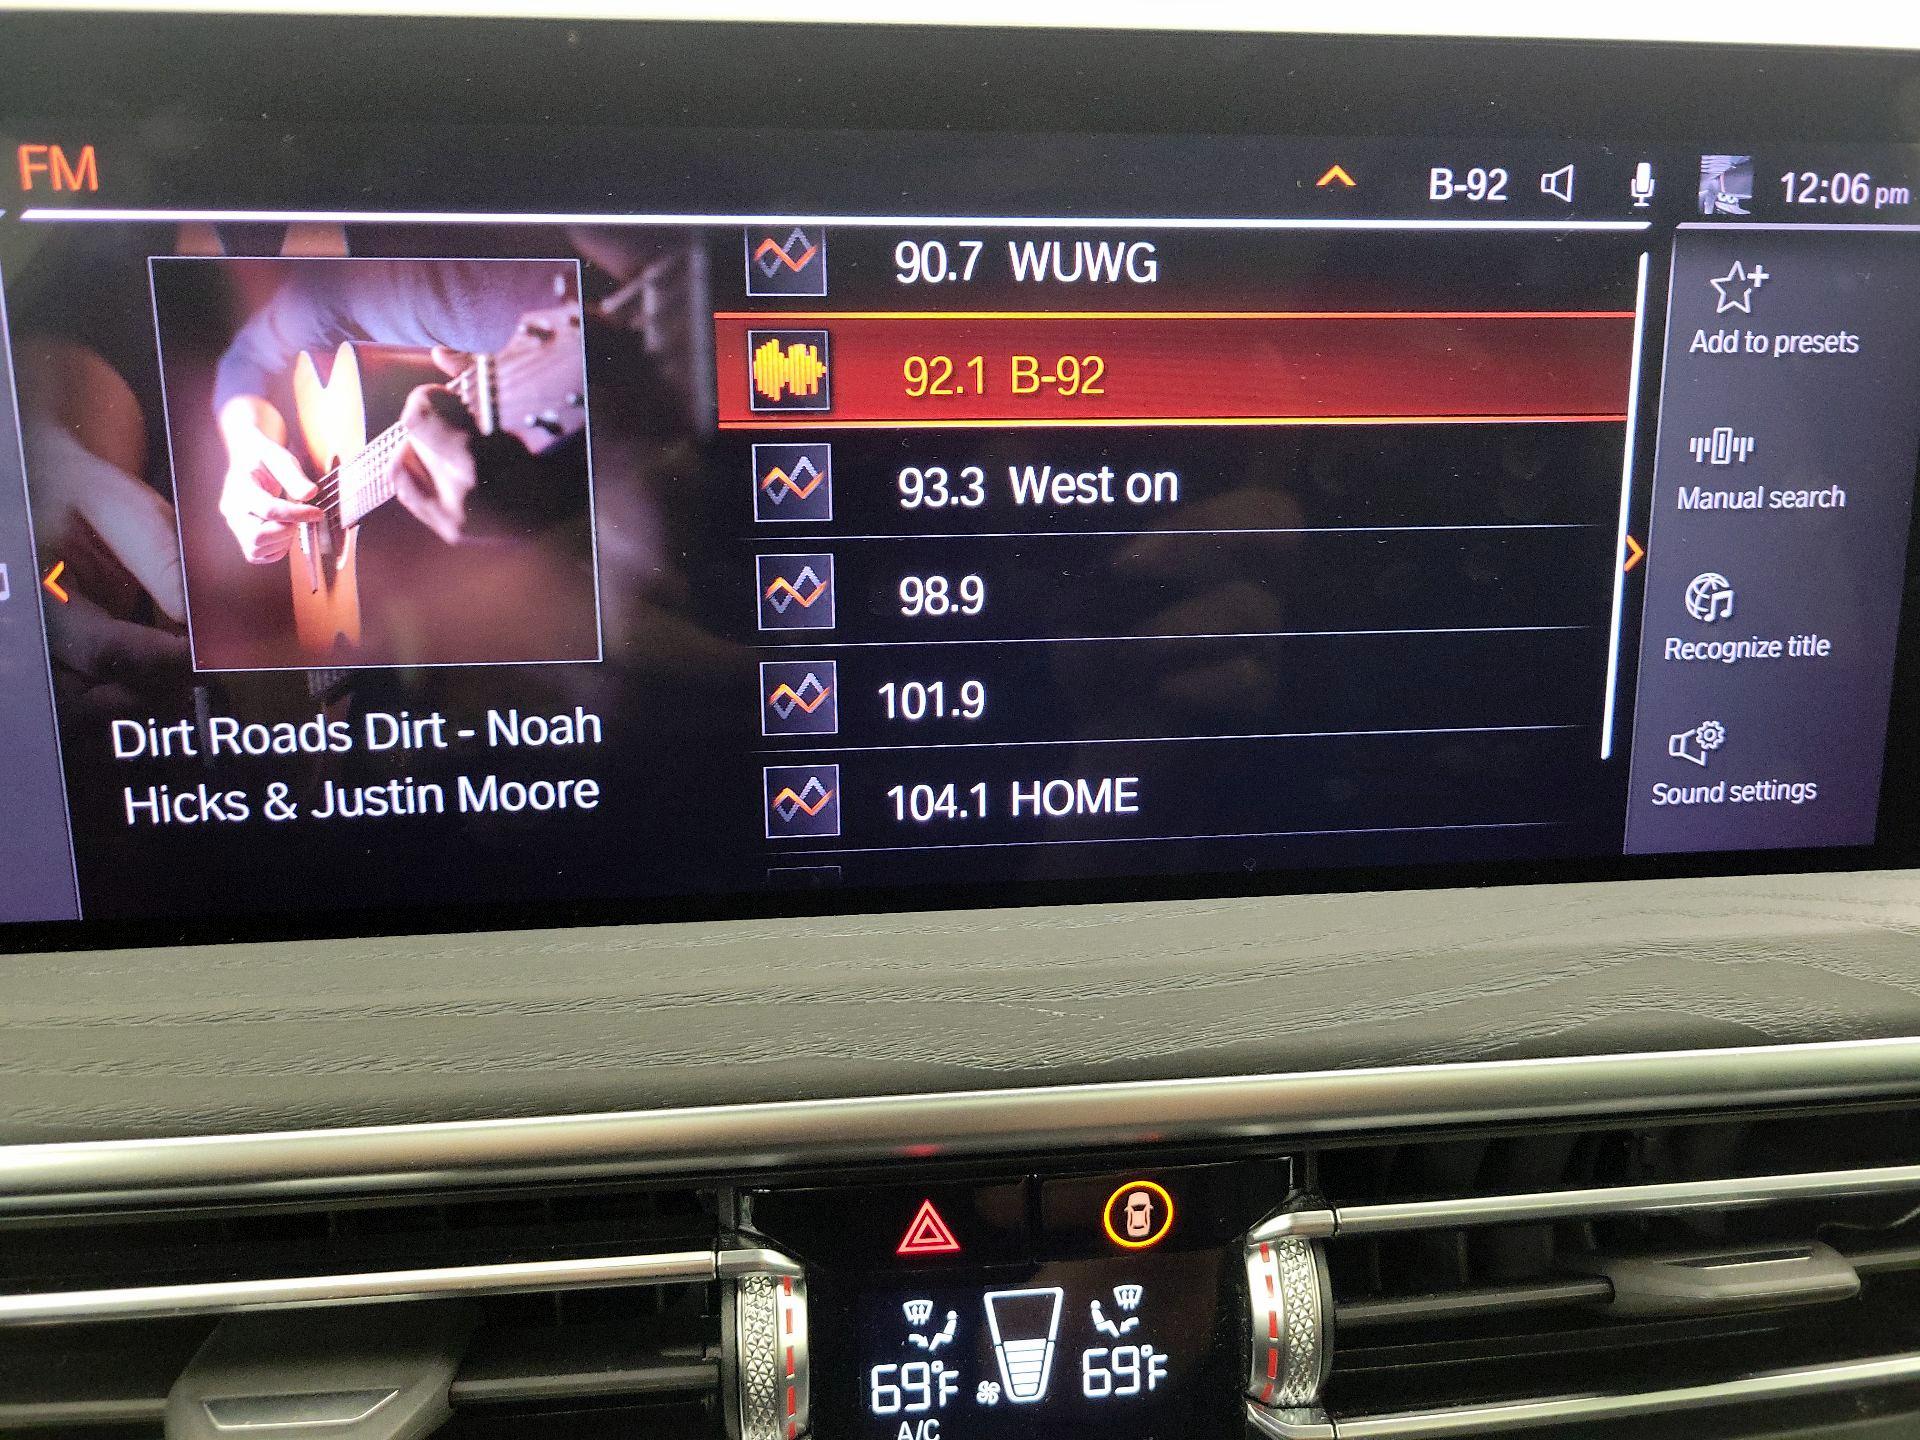 FM
B-92
12:06 pm
90.7 WUWG
92.1 B-92
93.3 West on
98.9
101.9
104.1 HOME
Dirt Roads Dirt - Noah
Hicks & Justin Moore
Add to presets
Manual search
Recognize title
Sound settings
69°F
69°F
A/C